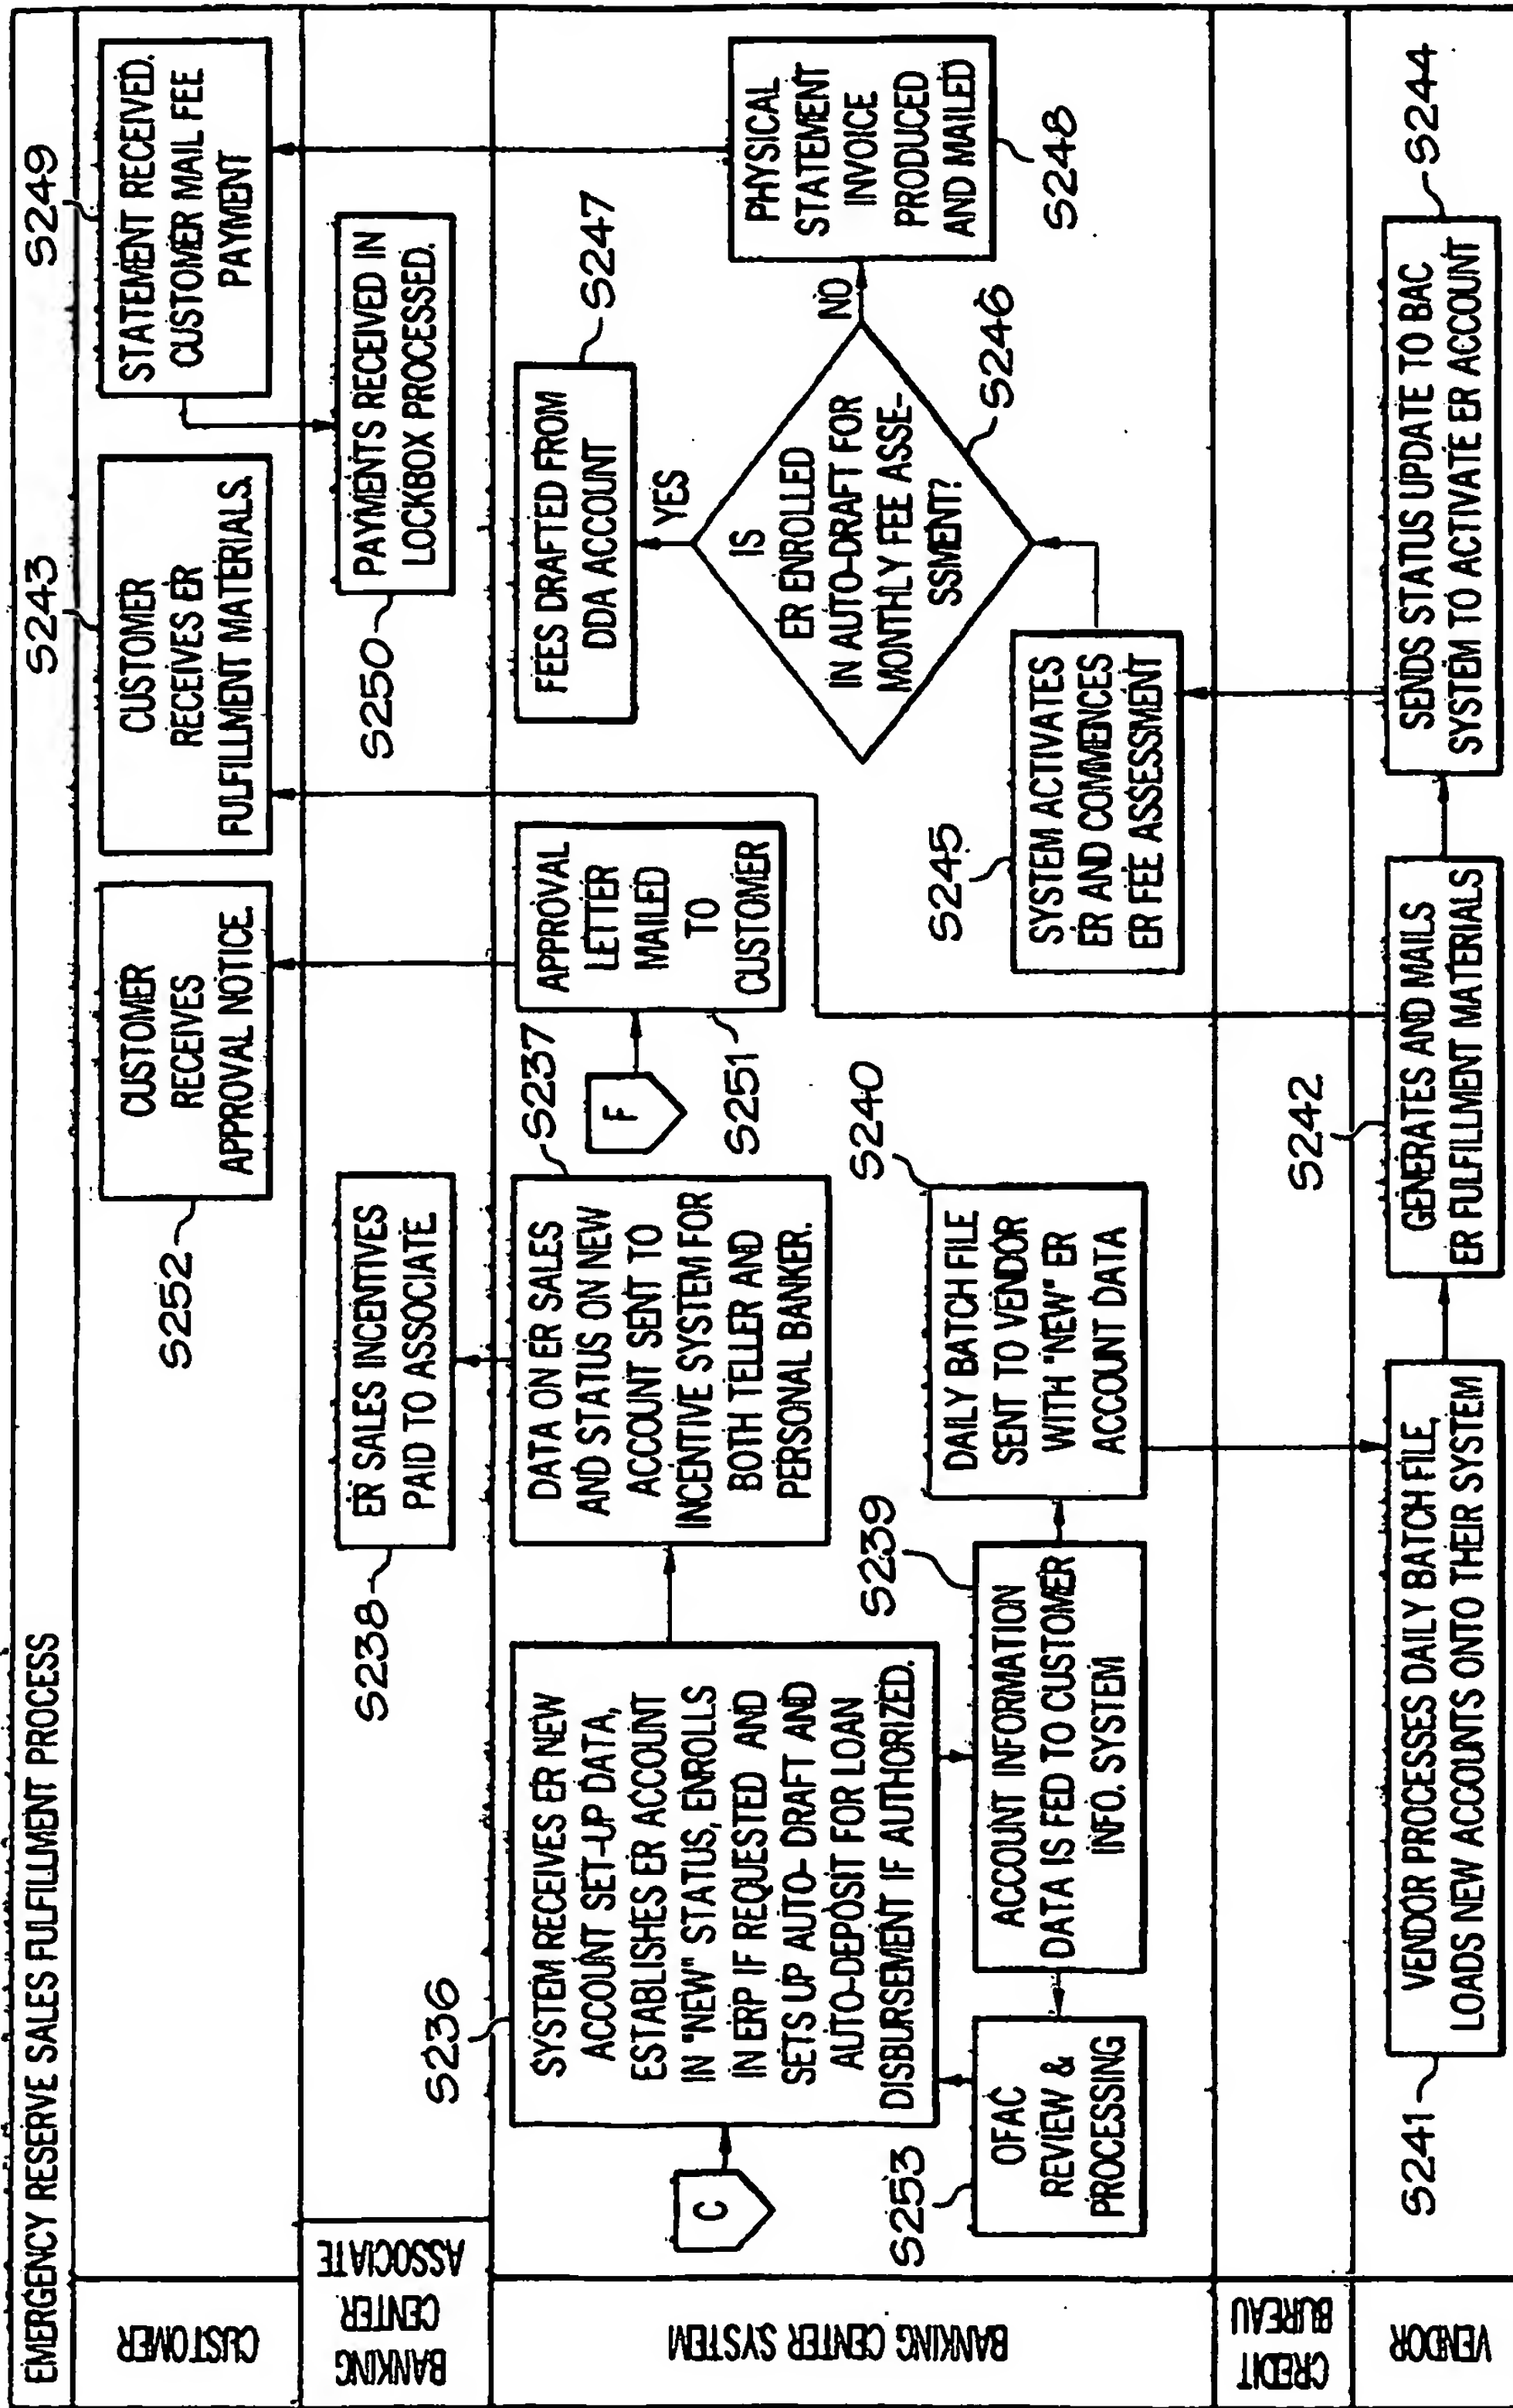 EMERGENCY RESERVE SALES FULFILLMENT PROCESS
CUSTOMER
S252
CUSTOMER
RECEIVES
APPROVAL NOTICE.
S243
CUSTOMER
RECEIVES ER
FULFILLMENT MATERIALS.
S249
STATEMENT RECEIVED.
CUSTOMER MAIL FEE
PAYMENT
BANKING
CENTER
ASSOCIATE
S238
ER SALES INCENTIVES
PAID TO ASSOCIATE.
S250
PAYMENTS RECEIVED IN
LOCKBOX PROCESSED.
BANKING CENTER SYSTEM
C
S236
SYSTEM RECEIVES ER NEW
ACCOUNT SET-UP DATA,
ESTABLISHES ER ACCOUNT
IN "NEW" STATUS, ENROLLS
IN ERP IF REQUESTED AND
SETS UP AUTO- DRAFT AND
AUTO-DEPOSIT FOR LOAN
DISBURSEMENT IF AUTHORIZED.
S237
DATA ON ER SALES
AND STATUS ON NEW
ACCOUNT SENT TO
INCENTIVE SYSTEM FOR
BOTH TELLER AND
PERSONAL BANKER.
F
S251
APPROVAL
LETTER
MAILED
TO
CUSTOMER
S247
FEES DRAFTED FROM
DDA ACCOUNT
YES
IS
ER ENROLLED
IN AUTO-DRAFT FOR
MONTHLY FEE ASSE-
SSMENT?
S246
NO
PHYSICAL
STATEMENT
INVOICE
PRODUCED
AND MAILED
S248
S253
OFAC
REVIEW &
PROCESSING
S239
ACCOUNT INFORMATION
DATA IS FED TO CUSTOMER
INFO. SYSTEM
S240
DAILY BATCH FILE
SENT TO VENDOR
WITH "NEW" ER
ACCOUNT DATA
S245
SYSTEM ACTIVATES
ER AND COMMENCES
ER FEE ASSESSMENT
CREDIT
BUREAU
VENDOR
S241
VENDOR PROCESSES DAILY BATCH FILE,
LOADS NEW ACCOUNTS ONTO THEIR SYSTEM
S242
GENERATES AND MAILS
ER FULFILLMENT MATERIALS
S244
SENDS STATUS UPDATE TO BAC
SYSTEM TO ACTIVATE ER ACCOUNT